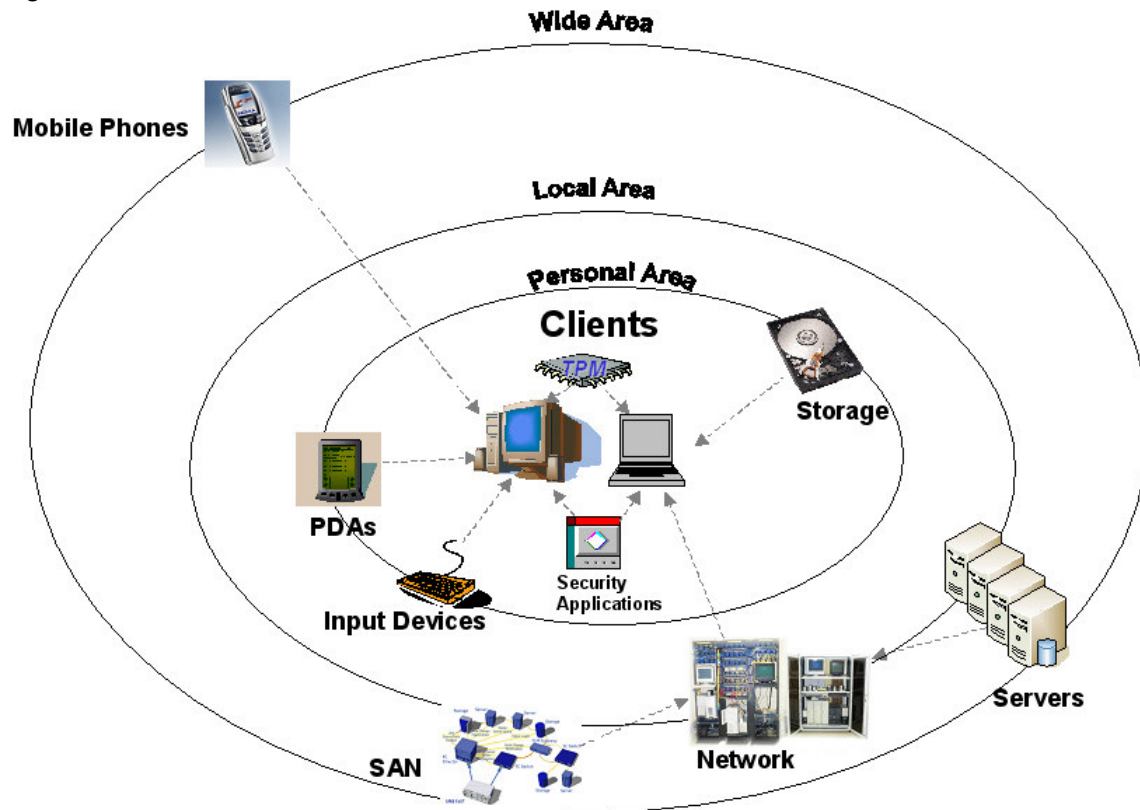 Wide Area
Mobile Phones
Local Area
Personal Area
Clients
TPM
Storage
PDAs
Security
Applications
Input Devices
Servers
SAN
Network